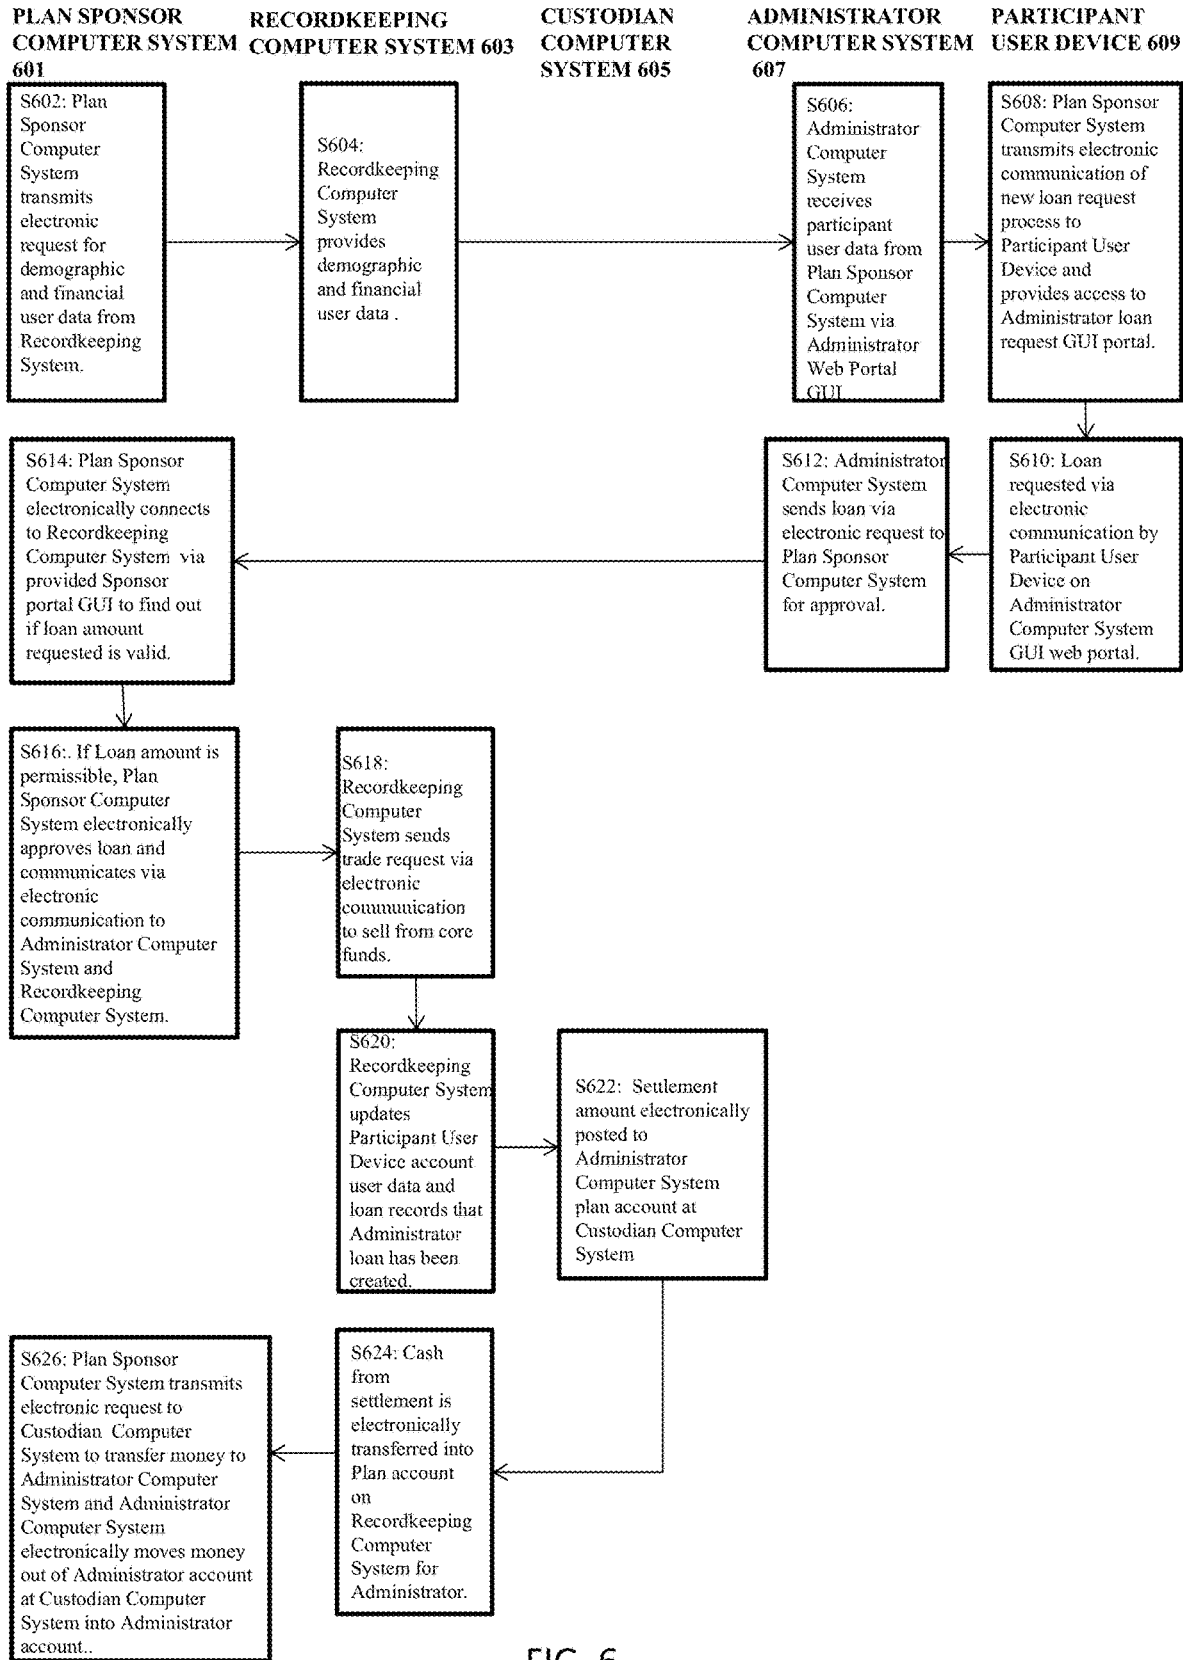 PLAN SPONSOR
COMPUTER SYSTEM
601
RECORDKEEPING
COMPUTER SYSTEM 603
CUSTODIAN
COMPUTER
SYSTEM 605
ADMINISTRATOR
COMPUTER SYSTEM
607
PARTICIPANT
USER DEVICE 609
S602: Plan
Sponsor
Computer
System
transmits
electronic
request for
demographic
and financial
user data from
Recordkeeping
System.
S604:
Recordkeeping
Computer
System
provides
demographic
and financial
user data .
S606:
Administrator
Computer
System
receives
participant
user data from
Plan Sponsor
Computer
System via
Administrator
Web Portal
GUI
S608: Plan Sponsor
Computer System
transmits electronic
communication of
new loan request
process to
Participant User
Device and
provides access to
Administrator loan
request GUI portal.
S614: Plan Sponsor
Computer System
electronically connects
to Recordkeeping
Computer System via
provided Sponsor
portal GUI to find out
if loan amount
requested is valid.
S612: Administrator
Computer System
sends loan via
electronic request to
Plan Sponsor
Computer System
for approval.
S610: Loan
requested via
electronic
communication by
Participant User
Device on
Administrator
Computer System
GUI web portal.
S616:. If Loan amount is
permissible, Plan
Sponsor Computer
System electronically
approves loan and
communicates via
electronic
communication to
Administrator Computer
System and
Recordkeeping
Computer System.
S618:
Recordkeeping
Computer
System sends
trade request via
electronic
communication
to sell from core
funds.
S620:
Recordkeeping
Computer System
updates
Participant User
Device account
user data and
loan records that
Administrator
loan has been
created.
S622: Settlement
amount electronically
posted to
Administrator
Computer System
plan account at
Custodian Computer
System
S626: Plan Sponsor
Computer System transmits
electronic request to
Custodian Computer
System to transfer money to
Administrator Computer
System and Administrator
Computer System
electronically moves money
out of Administrator account
at Custodian Computer
System into Administrator
account..
S624: Cash
from
settlement is
electronically
transferred into
Plan account
on
Recordkeeping
Computer
System for
Administrator.
FIG. 6